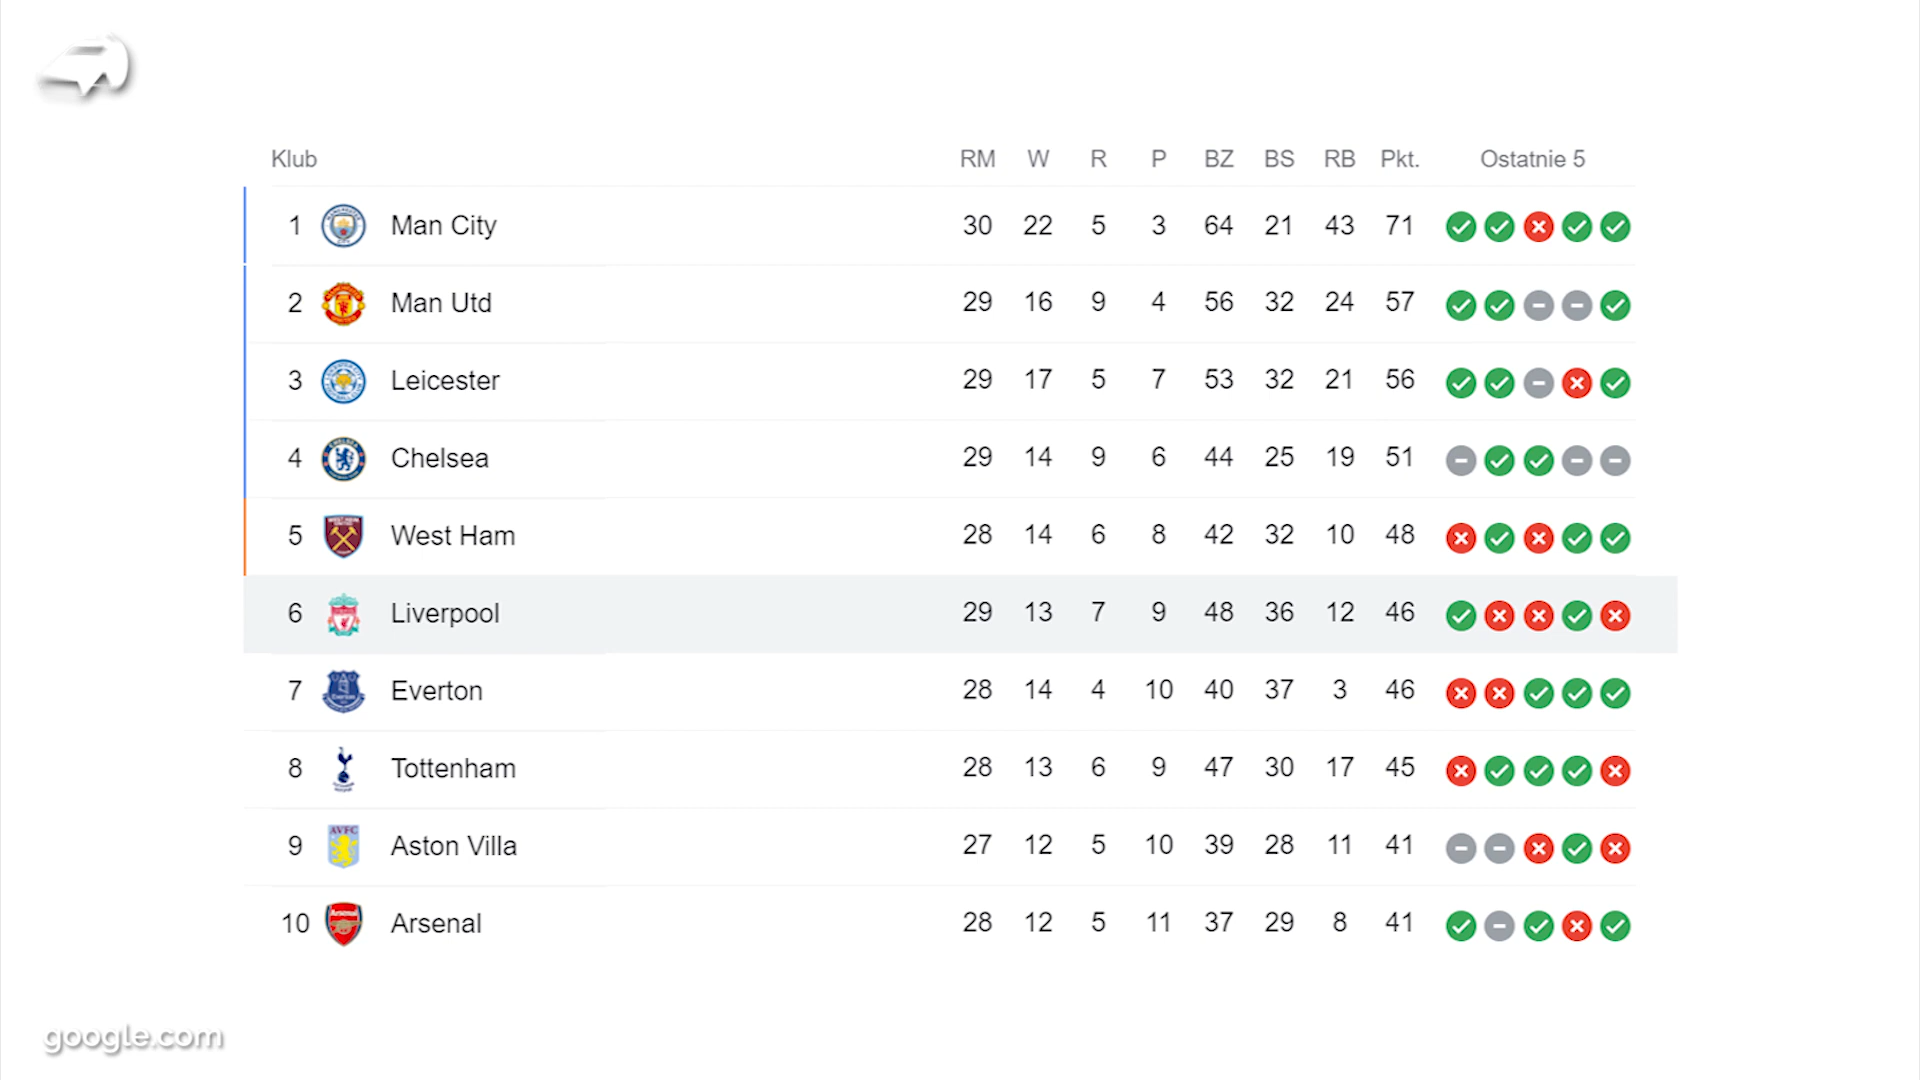 Klub RM W R P BZ BS RB Pkt. Ostatnie 5
1 Man City 30 22 5 3 64 21 43 71
2 Man Utd 29 16 9 4 56 32 24 57
3 Leicester 29 17 5 7 53 32 21 56
4 Chelsea 29 14 9 6 44 25 19 51
5 West Ham 28 14 6 8 42 32 10 48
6 Liverpool 29 13 7 9 48 36 12 46
7 Everton 28 14 4 10 40 37 3 46
8 Tottenham 28 13 6 9 47 30 17 45
9 AVFC Aston Villa 27 12 5 10 39 28 11 41
10 Arsenal Arsenal 28 12 5 11 37 29 8 41
google.com